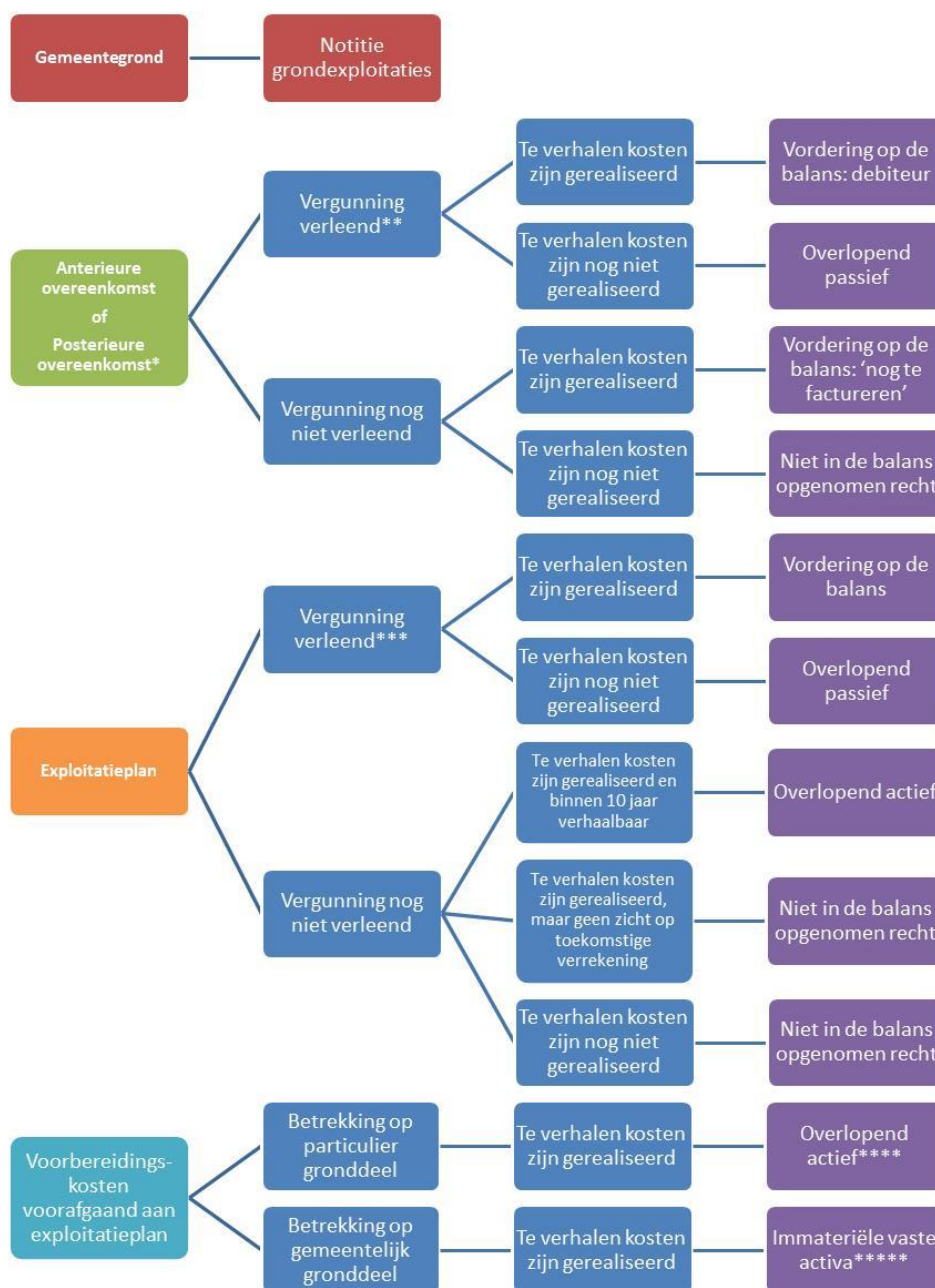 Gemeentegrond
Notitie
grondexploitaties
Anterieure
overeenkomst
of
Posterieure
overeenkomst*
Vergunning
verleend**
Te verhalen kosten
zijn gerealiseerd
Vordering op de
balans: debiteur
Te verhalen kosten
zijn nog niet
gerealiseerd
Overlopend
passief
Vergunning nog
niet verleend
Te verhalen kosten
zijn gerealiseerd
Vordering op de
balans: ‘nog te
factureren’
Te verhalen kosten
zijn nog niet
gerealiseerd
Niet in de balans
opgenomen recht
Exploitatieplan
Vergunning
verleend***
Te verhalen kosten
zijn gerealiseerd
Vordering op de
balans
Te verhalen kosten
zijn nog niet
gerealiseerd
Overlopend
passief
Vergunning nog
niet verleend
Te verhalen kosten
zijn gerealiseerd en
binnen 10 jaar
verhaalbaar
Overlopend actief
Te verhalen kosten
zijn gerealiseerd,
maar geen zicht op
toekomstige
verrekening
Niet in de balans
opgenomen recht
Te verhalen kosten
zijn nog niet
gerealiseerd
Niet in de balans
opgenomen recht
Voorbereidings-
kosten
voorafgaand aan
exploitatieplan
Betrekking op
particulier
gronddeel
Te verhalen kosten
zijn gerealiseerd
Overlopend
actief****
Betrekking op
gemeentelijk
gronddeel
Te verhalen kosten
zijn gerealiseerd
Immateriële vaste
activa*****